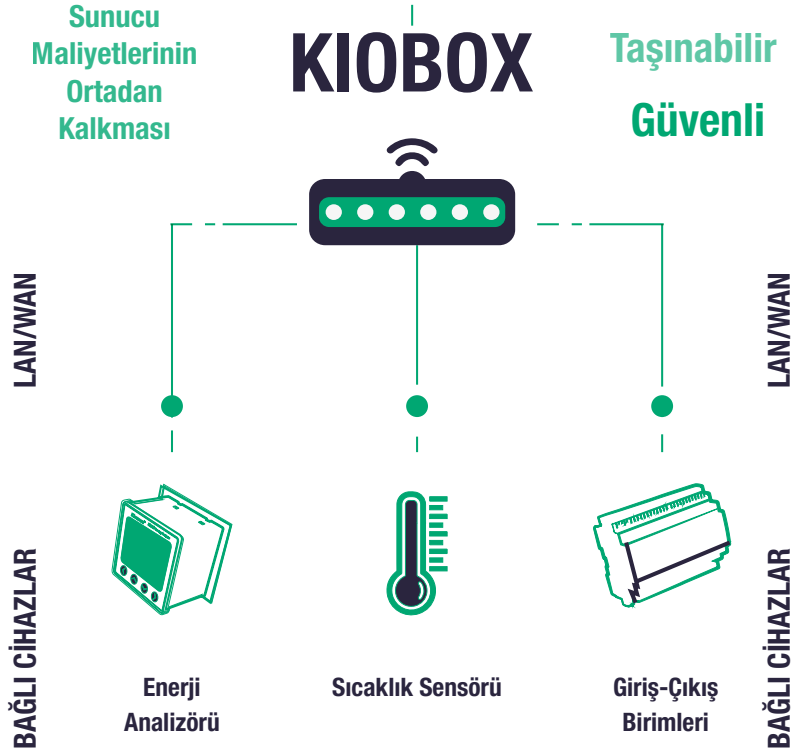 Sunucu
Maliyetlerinin
Ortadan
Kalkması
KIOBOX
Taşınabilir
Güvenli
LAN/WAN
LAN/WAN
BAĞLI CİHAZLAR
Enerji
Analizörü
Sıcaklık Sensörü
Giriş-Çıkış
Birimleri
BAĞLI CİHAZLAR